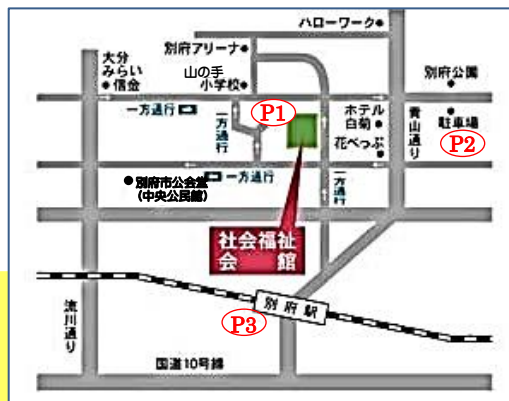 ハローワーク
別府アリーナ
大分
みらい
信金
山の手
小学校
別府公園
一方通行
P1
ホテル
白菊
花べっぷ
青山通り
駐車場
P2
一方通行
別府市公会堂
(中央公民館)
一方通行
一方通行
社会福祉
会館
流川通り
別府駅
P3
国道10号線